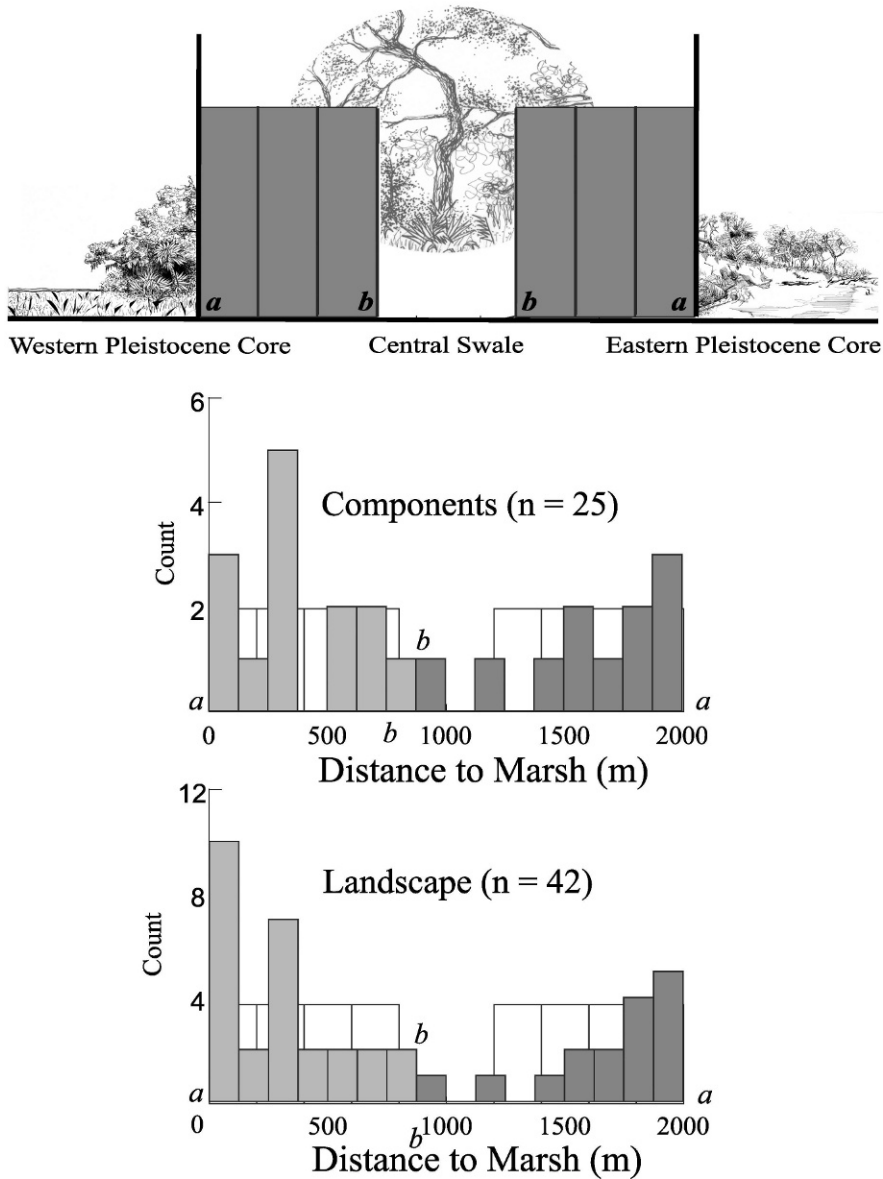 a b b a
Western Pleistocene Core Central Swale Eastern Pleistocene Core
6
4
Components (n = 25)
Count
2
b
a a
0 500 b 1000 1500 2000
Distance to Marsh (m)
12
8
Landscape (n = 42)
Count
4
b
a a
0 500 b 1000 1500 2000
Distance to Marsh (m)